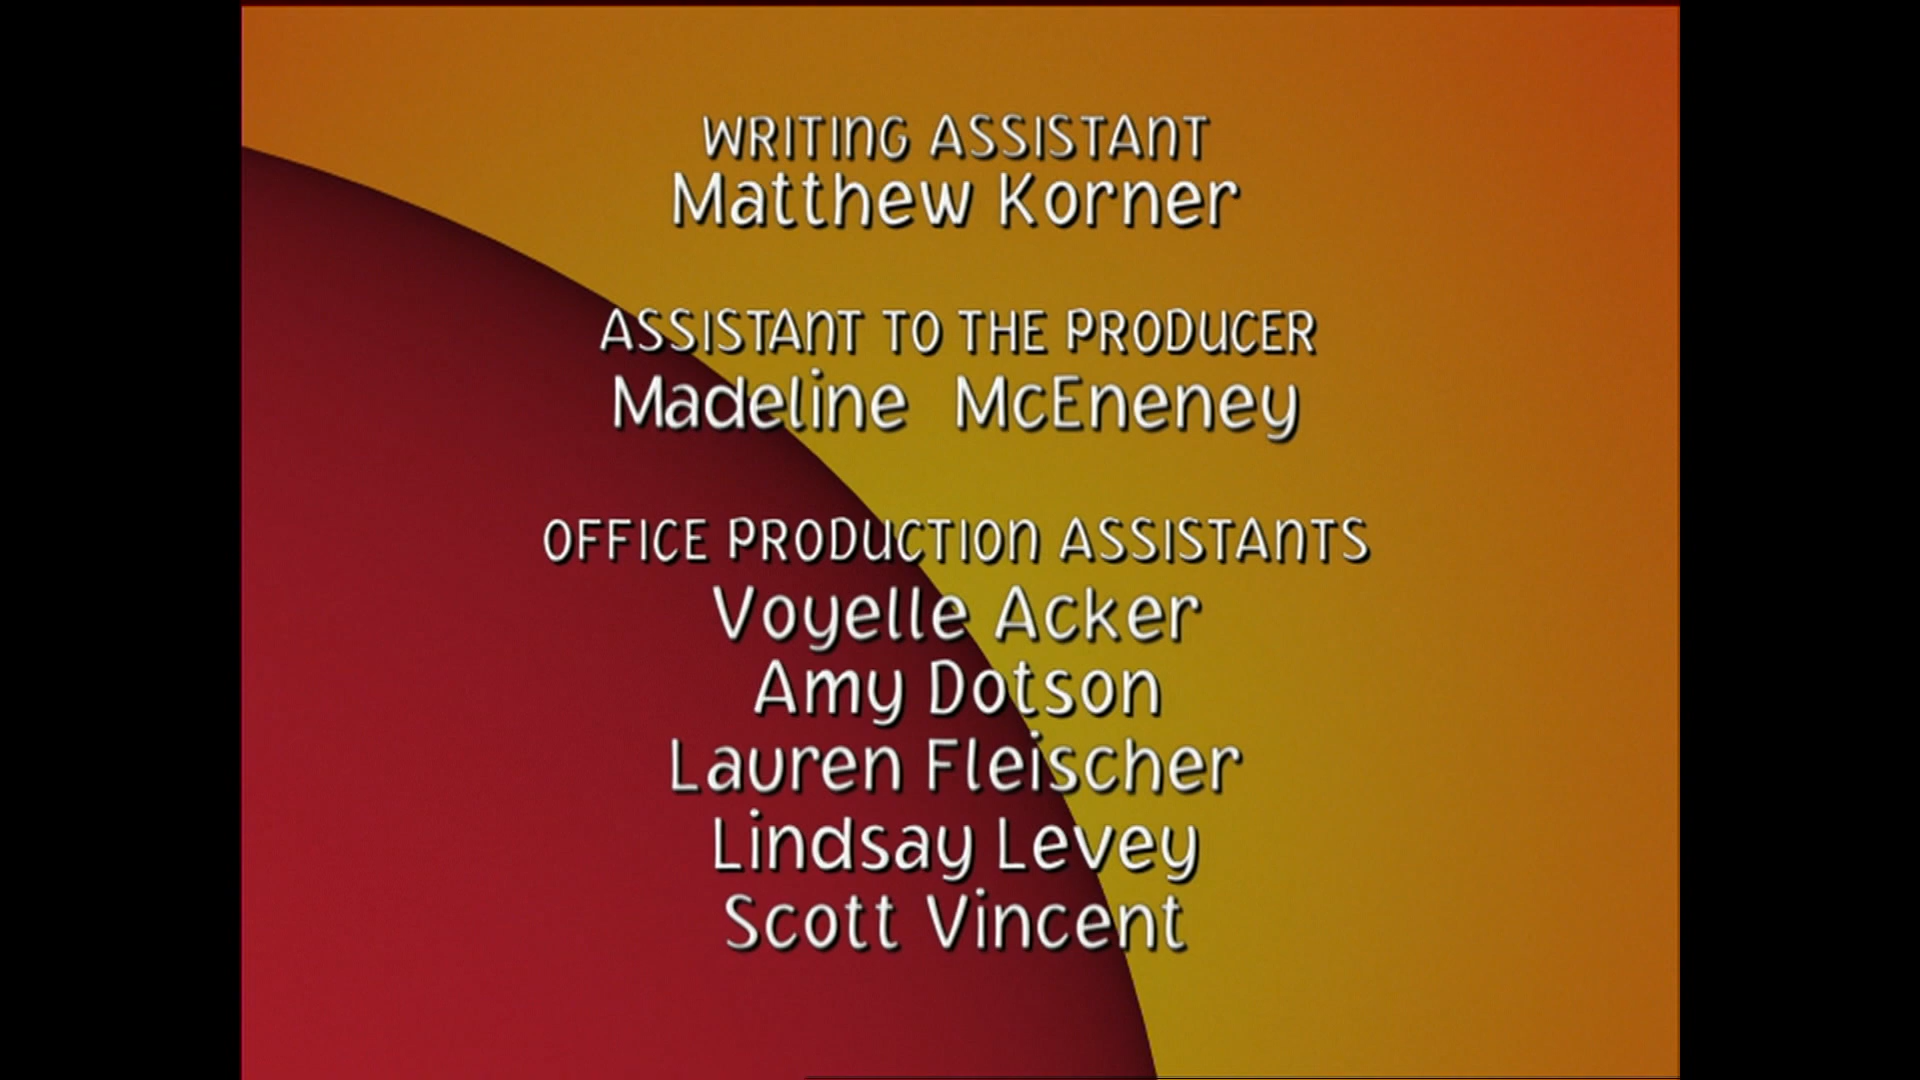 WRITING ASSISTANT
Matthew Korner
ASSISTANT TO THE PRODUCER
Madeline McEneney
OFFICE PRODUCTION ASSISTANTS
Voyelle Acker
Amy Dotson
Lauren Fleischer
Lindsay Levey
Scott Vincent